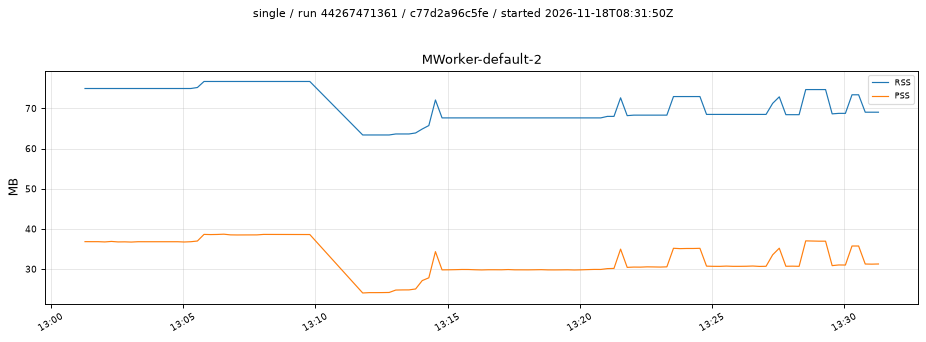 single / run 44267471361 / c77d2a96c5fe / started 2026-11-18T08:31:50Z
MWorker-default-2
RSS
PSS
MB
70
60
50
40
30
13:00
13:05
13:10
13:15
13:20
13:25
13:30